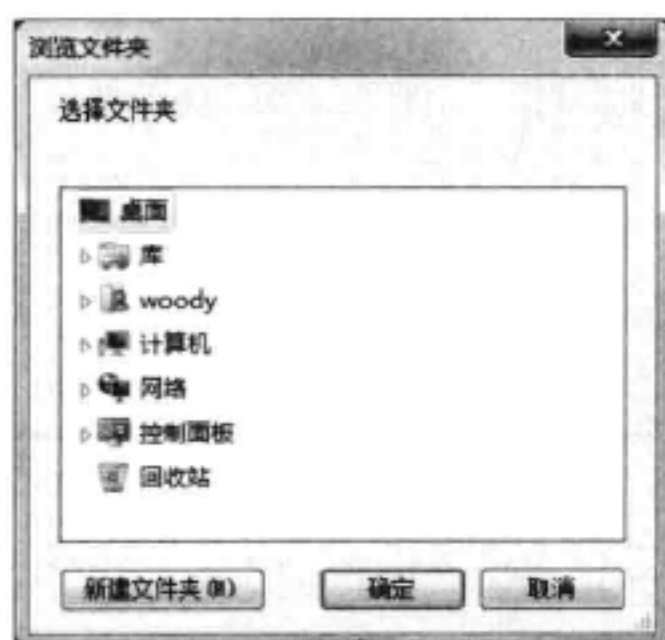 浏览文件夹
选择文件夹
桌面
库
woody
计算机
网络
控制面板
回收站
新建文件夹(M) 确定 取消